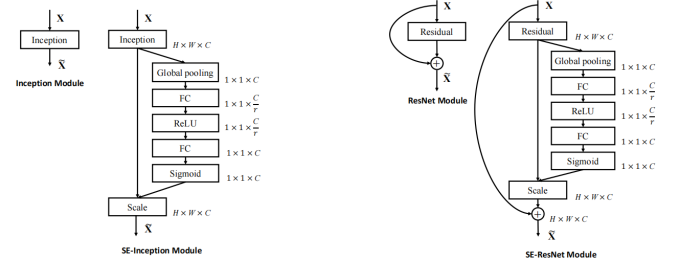 X
Inception
X̃
Inception Module
X
Inception
H × W × C
Global pooling
1 × 1 × C
FC
1 × 1 × C/r
ReLU
1 × 1 × C/r
FC
1 × 1 × C
Sigmoid
1 × 1 × C
Scale
H × W × C
X̃
SE-Inception Module
X
Residual
+
X̃
ResNet Module
X
Residual
H × W × C
Global pooling
1 × 1 × C
FC
1 × 1 × C/r
ReLU
1 × 1 × C/r
FC
1 × 1 × C
Sigmoid
1 × 1 × C
Scale
H × W × C
+
H × W × C
X̃
SE-ResNet Module